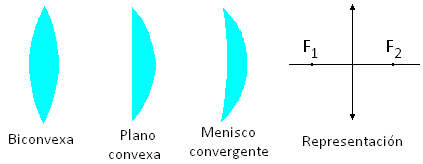 F1
F2
Biconvexa
Plano
convexa
Menisco
convergente
Representación